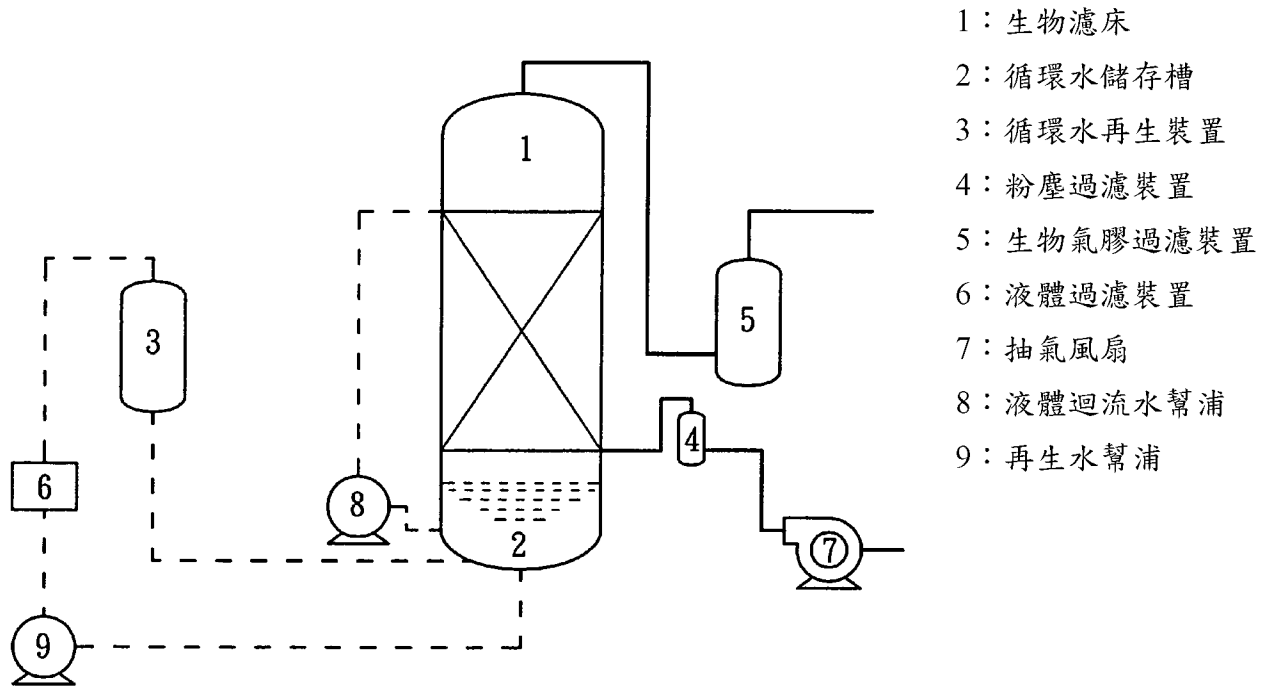 1：生物濾床
2：循環水儲存槽
3：循環水再生裝置
4：粉塵過濾裝置
5：生物氣膠過濾裝置
6：液體過濾裝置
7：抽氣風扇
8：液體迴流水幫浦
9：再生水幫浦
1
5
3
4
6
8
2
7
9